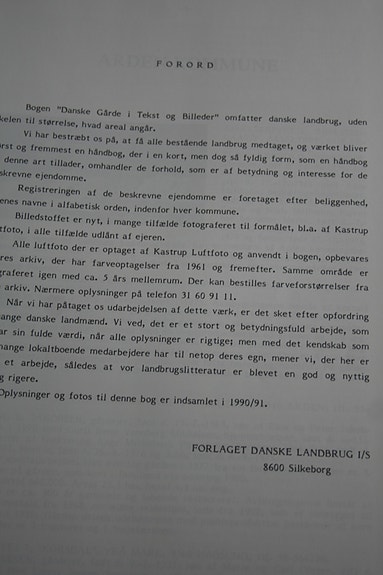 FORORD
Bogen "Danske Gårde i Tekst og Billeder" omfatter danske landbrug, uden
kelen til størrelse, hvad areal angår.
Vi har bestræbt os på, at få alle bestående landbrug medtaget, og værket bliver
ørst og fremmest en håndbog, der i en kort, men dog så fyldig form, som en håndbog
denne art tillader, omhandler de forhold, som er af betydning og interesse for de
skrevne ejendomme.
Registreringen af de beskrevne ejendomme er foretaget efter beliggenhed,
enes navne i alfabetisk orden, indenfor hver kommune.
Billedstoffet er nyt, i mange tilfælde fotograferet til formålet, bl.a. af Kastrup
tfoto, i alle tilfælde udlånt af ejeren.
Alle luftfoto der er optaget af Kastrup Luftfoto og anvendt i bogen, opbevares
res arkiv, der har farveoptagelser fra 1961 og fremefter. Samme område er
graferet igen med ca. 5 års mellemrum. Der kan bestilles farveforstørrelser fra
arkiv. Nærmere oplysninger på telefon 31 60 91 11.
Når vi har påtaget os udarbejdelsen af dette værk, er det sket efter opfordring
ange danske landmænd. Vi ved, det er et stort og betydningsfuld arbejde, som
ar sin fulde værdi, når alle oplysninger er rigtige; men med det kendskab som
mange lokaltboende medarbejdere har til netop deres egn, mener vi, der her er
et arbejde, således at vor landbrugslitteratur er blevet en god og nyttig
g rigere.
Oplysninger og fotos til denne bog er indsamlet i 1990/91.
FORLAGET DANSKE LANDBRUG I/S
8600 Silkeborg